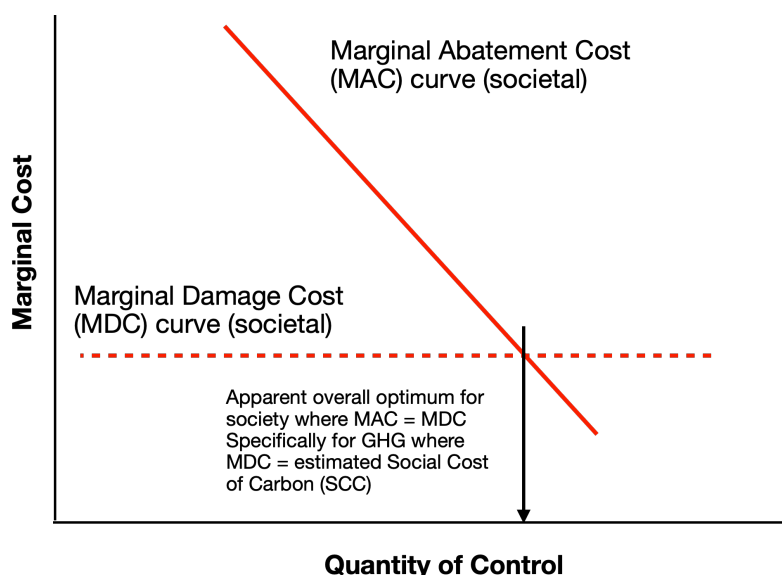 Marginal Abatement Cost
(MAC) curve (societal)
Marginal Cost
Marginal Damage Cost
(MDC) curve (societal)
Apparent overall optimum for
society where MAC = MDC
Specifically for GHG where
MDC = estimated Social Cost
of Carbon (SCC)
Quantity of Control